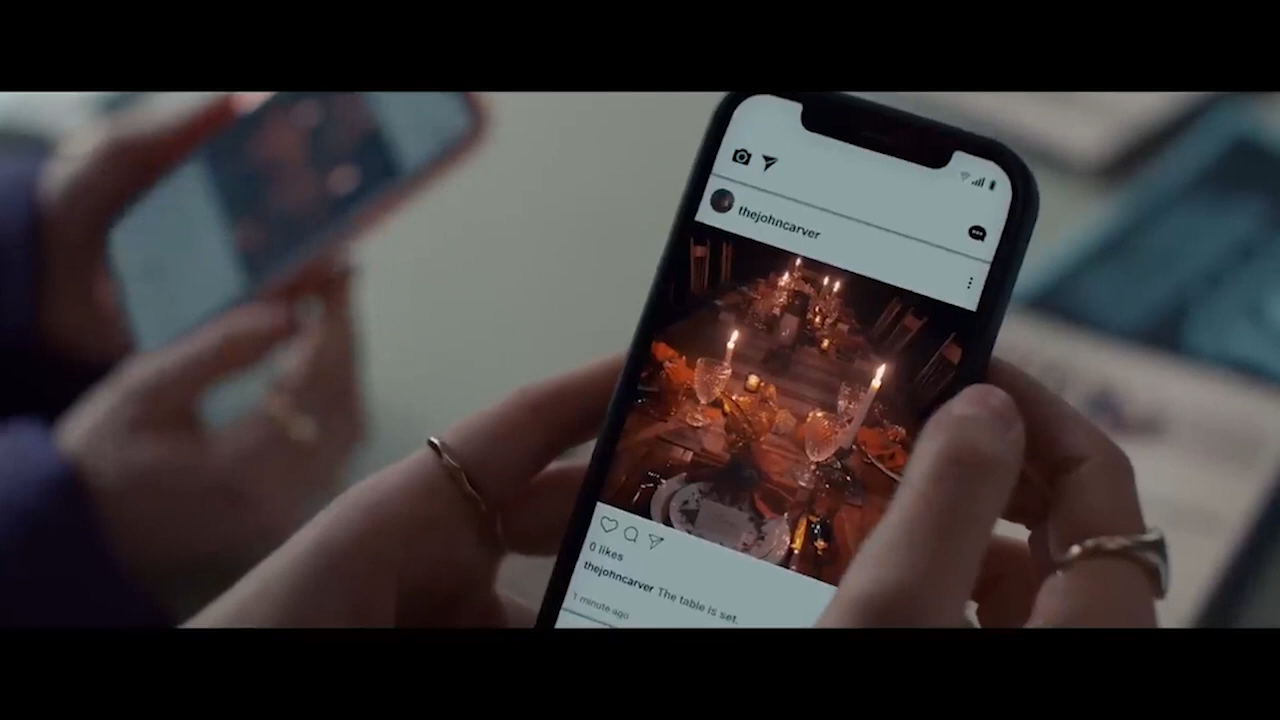 thejohncarver
0 likes
thejohncarver The table is set.
1 minute ago